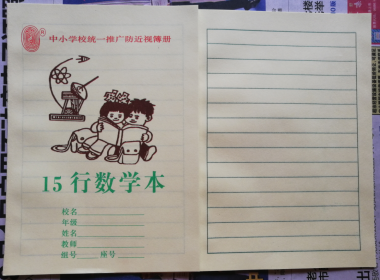 中小学校统一推广防近视簿册
15行数学本
校名
年级
姓名
教师
组号 座号